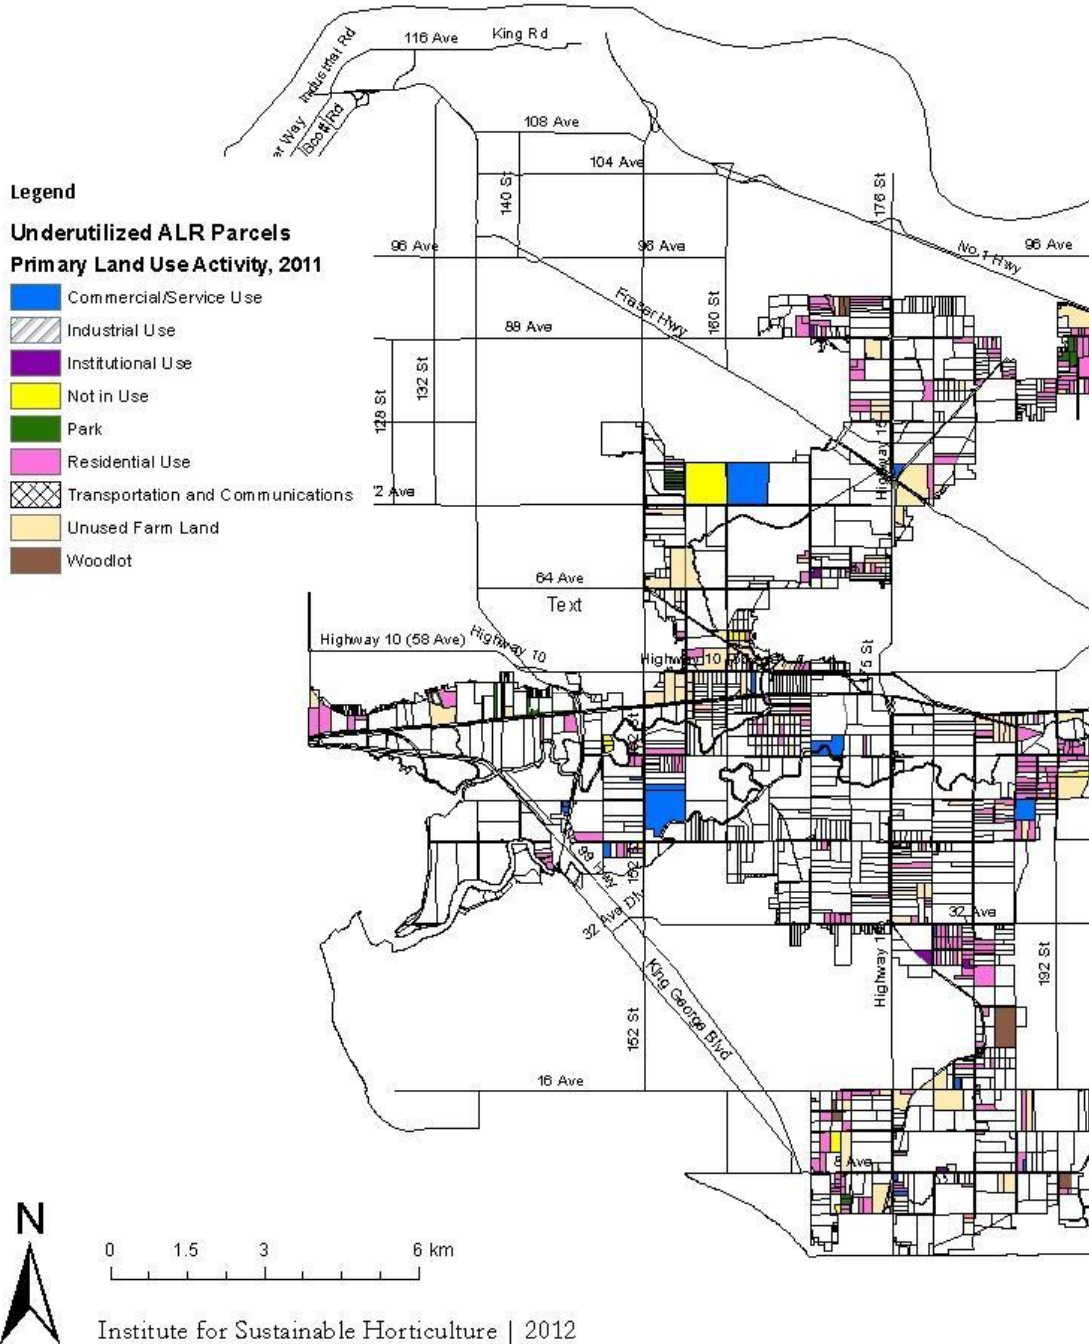 116 Ave
King Rd
Industrial Rd
Scott Rd
108 Ave
104 Ave
140 St
176 St
Legend
Underutilized ALR Parcels
Primary Land Use Activity, 2011
Commercial/Service Use
Industrial Use
Institutional Use
Not in Use
Park
Residential Use
Transportation and Communications
Unused Farm Land
Woodlot
96 Ave
96 Ave
96 Ave
No.1 Hwy
Fraser Hwy
160 St
88 Ave
132 St
128 St
2 Ave
64 Ave
Text
Highway 10 (58 Ave)
Highway 10
Highway 10
99 Hwy
152
32 Ave
32 Ave
King George Blvd
192 St
152 St
16 Ave
8 Ave
N
0 1.5 3 6 km
Institute for Sustainable Horticulture | 2012